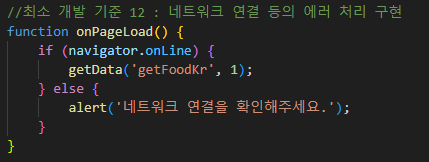 //최소 개발 기준 12 : 네트워크 연결 등의 에러 처리 구현
function onPageLoad() {
    if (navigator.onLine) {
        getData('getFoodKr', 1);
    } else {
        alert('네트워크 연결을 확인해주세요.');
    }
}